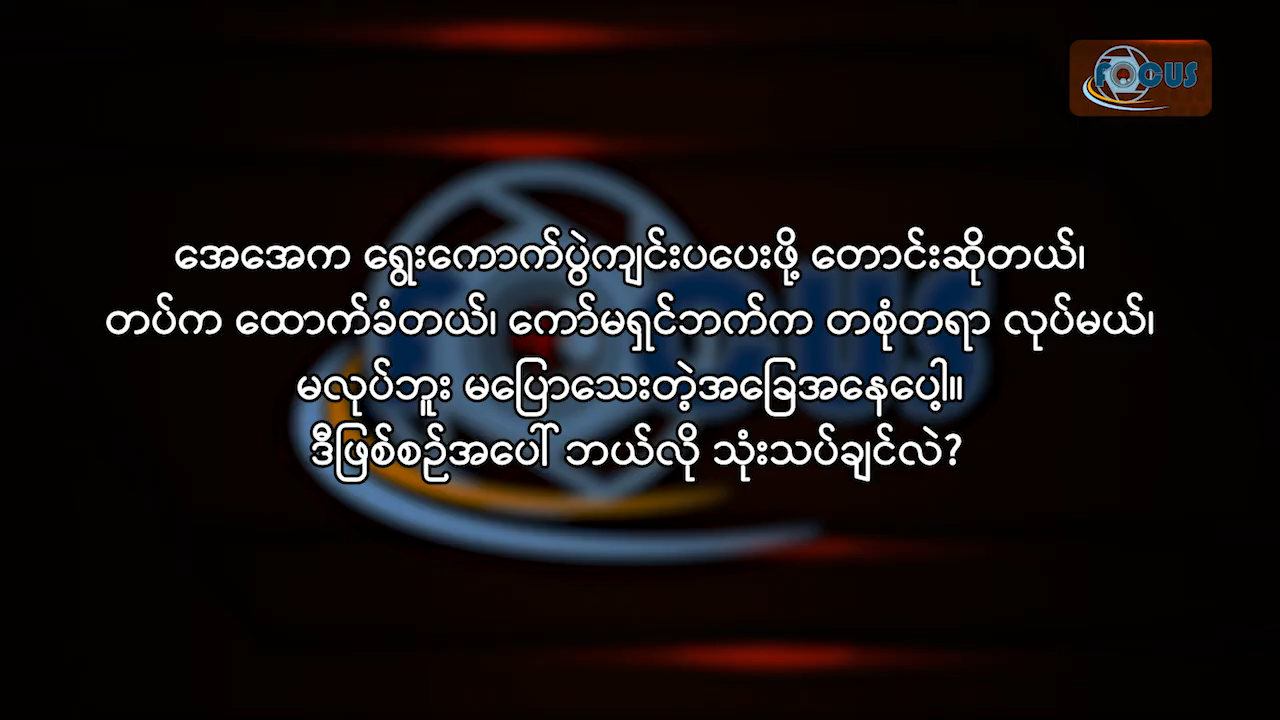 FOCUS
အေအေက ရွေးကောက်ပွဲကျင်းပပေးဖို့ တောင်းဆိုတယ်၊
တပ်က ထောက်ခံတယ်၊ ကော်မရှင်ဘက်က တစုံတရာ လုပ်မယ်၊
မလုပ်ဘူး မပြောသေးတဲ့အခြေအနေပေါ့။
ဒီဖြစ်စဉ်အပေါ် ဘယ်လို သုံးသပ်ချင်လဲ?